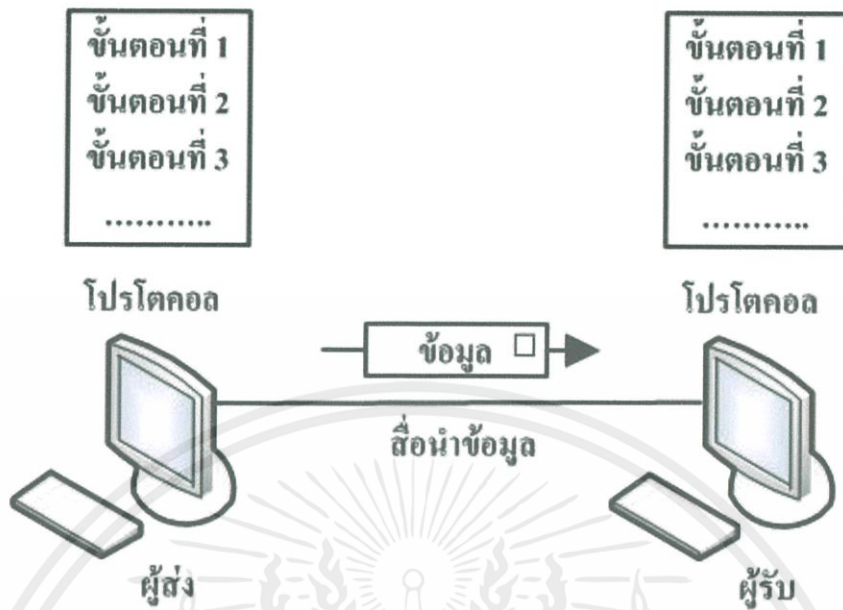 ขั้นตอนที่ 1
ขั้นตอนที่ 2
ขั้นตอนที่ 3
...........
โปรโตคอล
ขั้นตอนที่ 1
ขั้นตอนที่ 2
ขั้นตอนที่ 3
...........
โปรโตคอล
ข้อมูล
สื่อนำข้อมูล
ผู้ส่ง
ผู้รับ